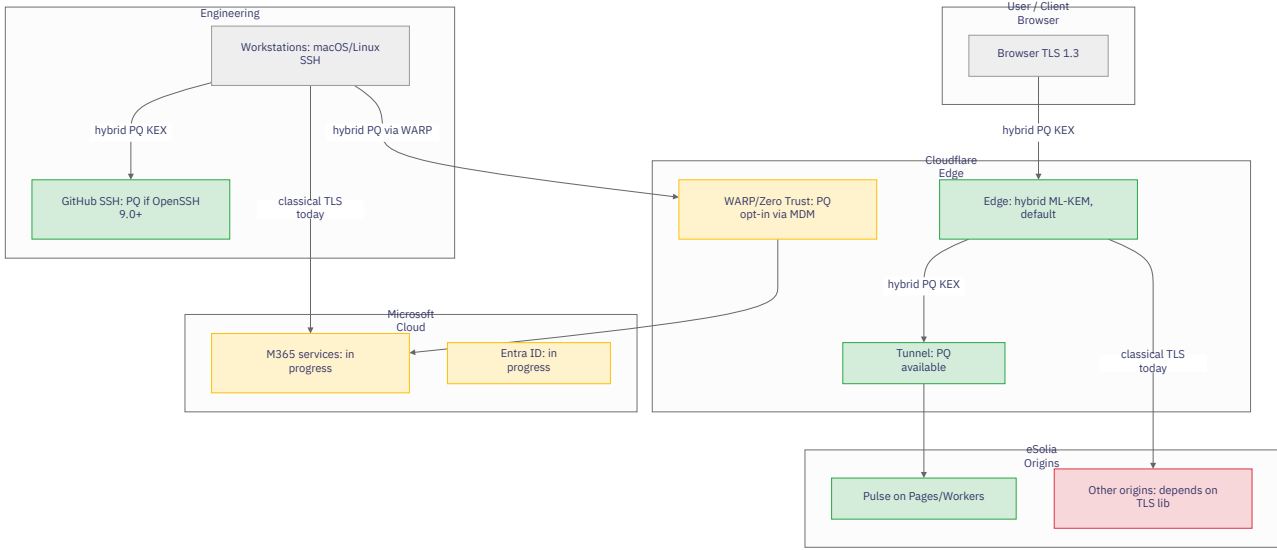 Engineering
Workstations: macOS/Linux
SSH
User / Client
Browser
Browser TLS 1.3
hybrid PQ KEX
hybrid PQ via WARP
hybrid PQ KEX
Cloudflare
Edge
GitHub SSH: PQ if OpenSSH
9.0+
classical TLS
today
WARP/Zero Trust: PQ
opt-in via MDM
Edge: hybrid ML-KEM,
default
hybrid PQ KEX
Microsoft
Cloud
M365 services: in
progress
Entra ID: in
progress
Tunnel: PQ
available
classical TLS
today
eSolia
Origins
Pulse on Pages/Workers
Other origins: depends on
TLS lib